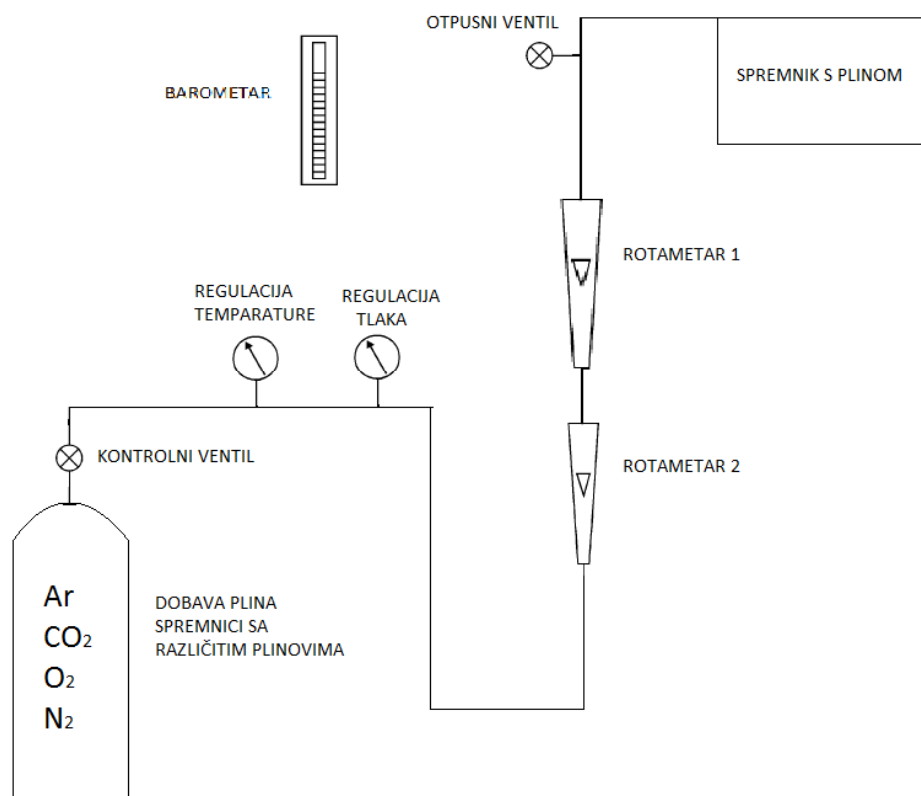 OTPUSNI VENTIL
SPREMNIK S PLINOM
BAROMETAR
ROTAMETAR 1
REGULACIJA
TEMPARATURE
REGULACIJA
TLAKA
KONTROLNI VENTIL
ROTAMETAR 2
Ar
CO2
O2
N2
DOBAVA PLINA
SPREMNICI SA
RAZLIČITIM PLINOVIMA